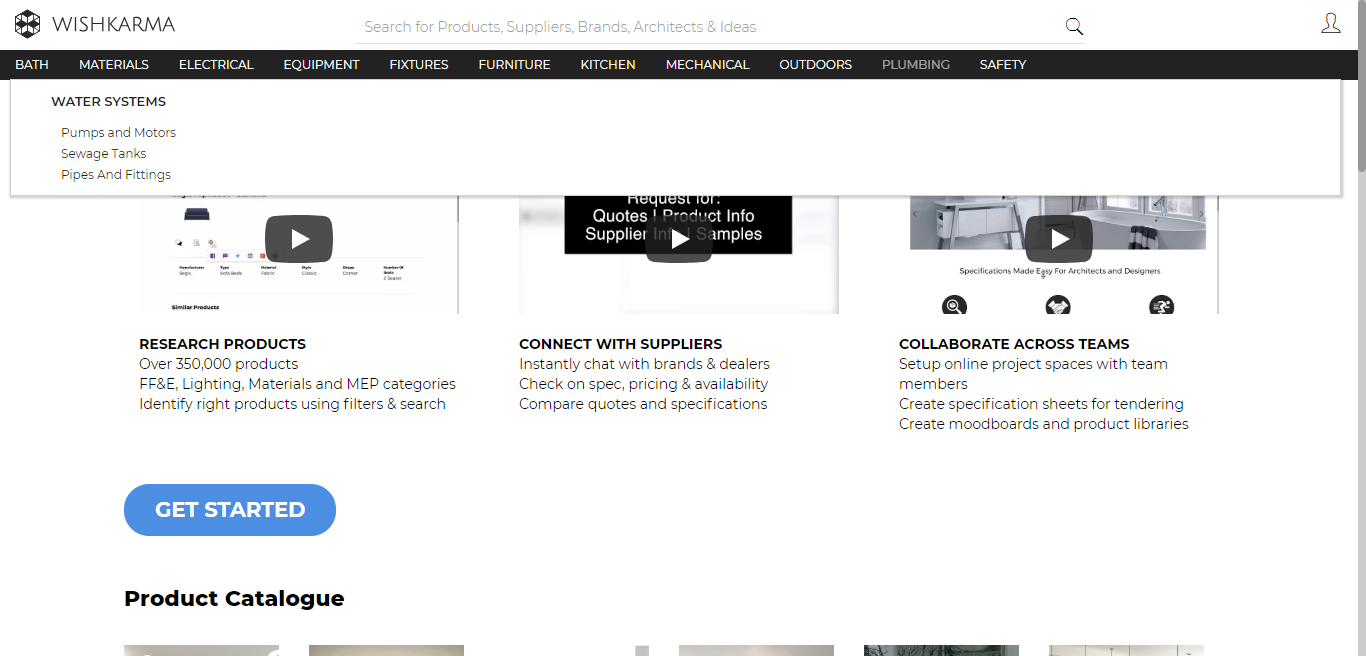 WISHKARMA
Search for Products, Suppliers, Brands, Architects & Ideas
BATH MATERIALS ELECTRICAL EQUIPMENT FIXTURES FURNITURE KITCHEN MECHANICAL OUTDOORS PLUMBING SAFETY
WATER SYSTEMS
Pumps and Motors
Sewage Tanks
Pipes And Fittings
Manufacturer Type Material Style Shape Number Of
Seats
Segis Sofa Beds Fabric Classic Corner 2 Seater
Similar Products
Request for:
Quotes | Product Info
Supplier Info | Samples
Specifications Made Easy For Architects and Designers
RESEARCH PRODUCTS
Over 350,000 products
FF&E, Lighting, Materials and MEP categories
Identify right products using filters & search
CONNECT WITH SUPPLIERS
Instantly chat with brands & dealers
Check on spec, pricing & availability
Compare quotes and specifications
COLLABORATE ACROSS TEAMS
Setup online project spaces with team
members
Create specification sheets for tendering
Create moodboards and product libraries
GET STARTED
Product Catalogue